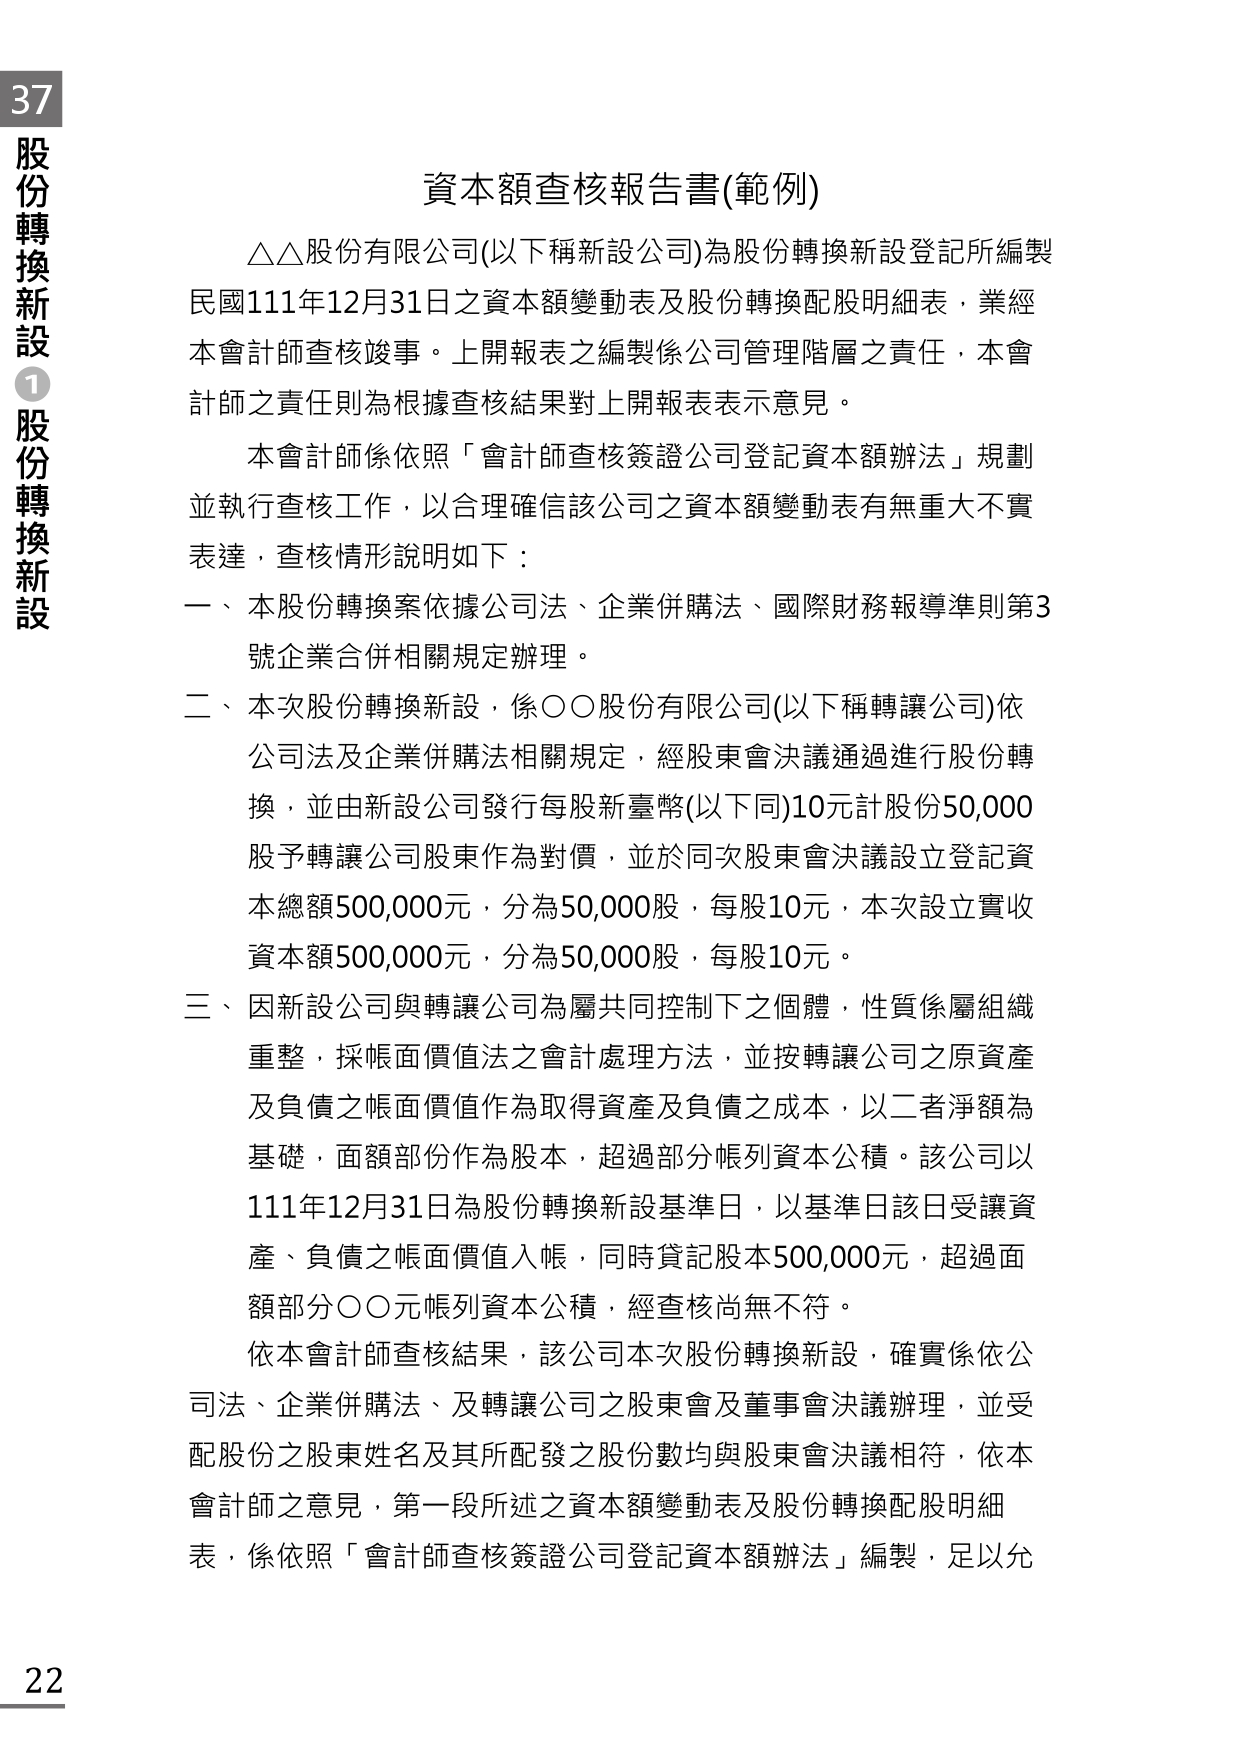 37
股份轉換新設❶股份轉換新設
資本額查核報告書(範例)
△△股份有限公司(以下稱新設公司)為股份轉換新設登記所編製
民國111年12月31日之資本額變動表及股份轉換配股明細表，業經
本會計師查核竣事。上開報表之編製係公司管理階層之責任，本會
計師之責任則為根據查核結果對上開報表表示意見。
本會計師係依照「會計師查核簽證公司登記資本額辦法」規劃
並執行查核工作，以合理確信該公司之資本額變動表有無重大不實
表達，查核情形說明如下：
一、本股份轉換案依據公司法、企業併購法、國際財務報導準則第3
號企業合併相關規定辦理。
二、本次股份轉換新設，係○○股份有限公司(以下稱轉讓公司)依
公司法及企業併購法相關規定，經股東會決議通過進行股份轉
換，並由新設公司發行每股新臺幣(以下同)10元計股份50,000
股予轉讓公司股東作為對價，並於同次股東會決議設立登記資
本總額500,000元，分為50,000股，每股10元，本次設立實收
資本額500,000元，分為50,000股，每股10元。
三、因新設公司與轉讓公司為屬共同控制下之個體，性質係屬組織
重整，採帳面價值法之會計處理方法，並按轉讓公司之原資產
及負債之帳面價值作為取得資產及負債之成本，以二者淨額為
基礎，面額部份作為股本，超過部分帳列資本公積。該公司以
111年12月31日為股份轉換新設基準日，以基準日該日受讓資
產、負債之帳面價值入帳，同時貸記股本500,000元，超過面
額部分○○元帳列資本公積，經查核尚無不符。
依本會計師查核結果，該公司本次股份轉換新設，確實係依公
司法、企業併購法、及轉讓公司之股東會及董事會決議辦理，並受
配股份之股東姓名及其所配發之股份數均與股東會決議相符，依本
會計師之意見，第一段所述之資本額變動表及股份轉換配股明細
表，係依照「會計師查核簽證公司登記資本額辦法」編製，足以允
22